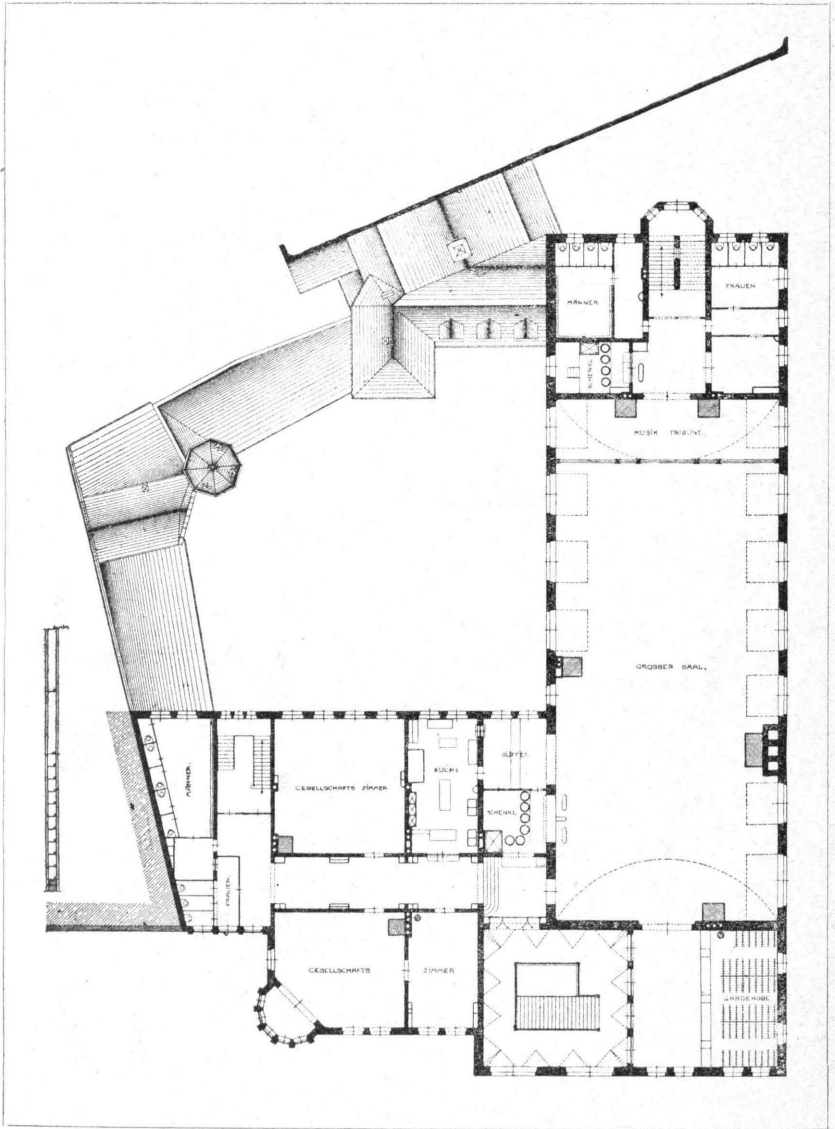 MÄNNER
FRAUEN
SCHENKE
MUSIK TRIBUNE.
GROSSER SAAL.
MÄNNER.
GESELLSCHAFTS ZIMMER
KÜCHE
BÜFFET
SCHENKE
FRAUEN.
GESELLSCHAFTS
ZIMMER
GARDEROBE